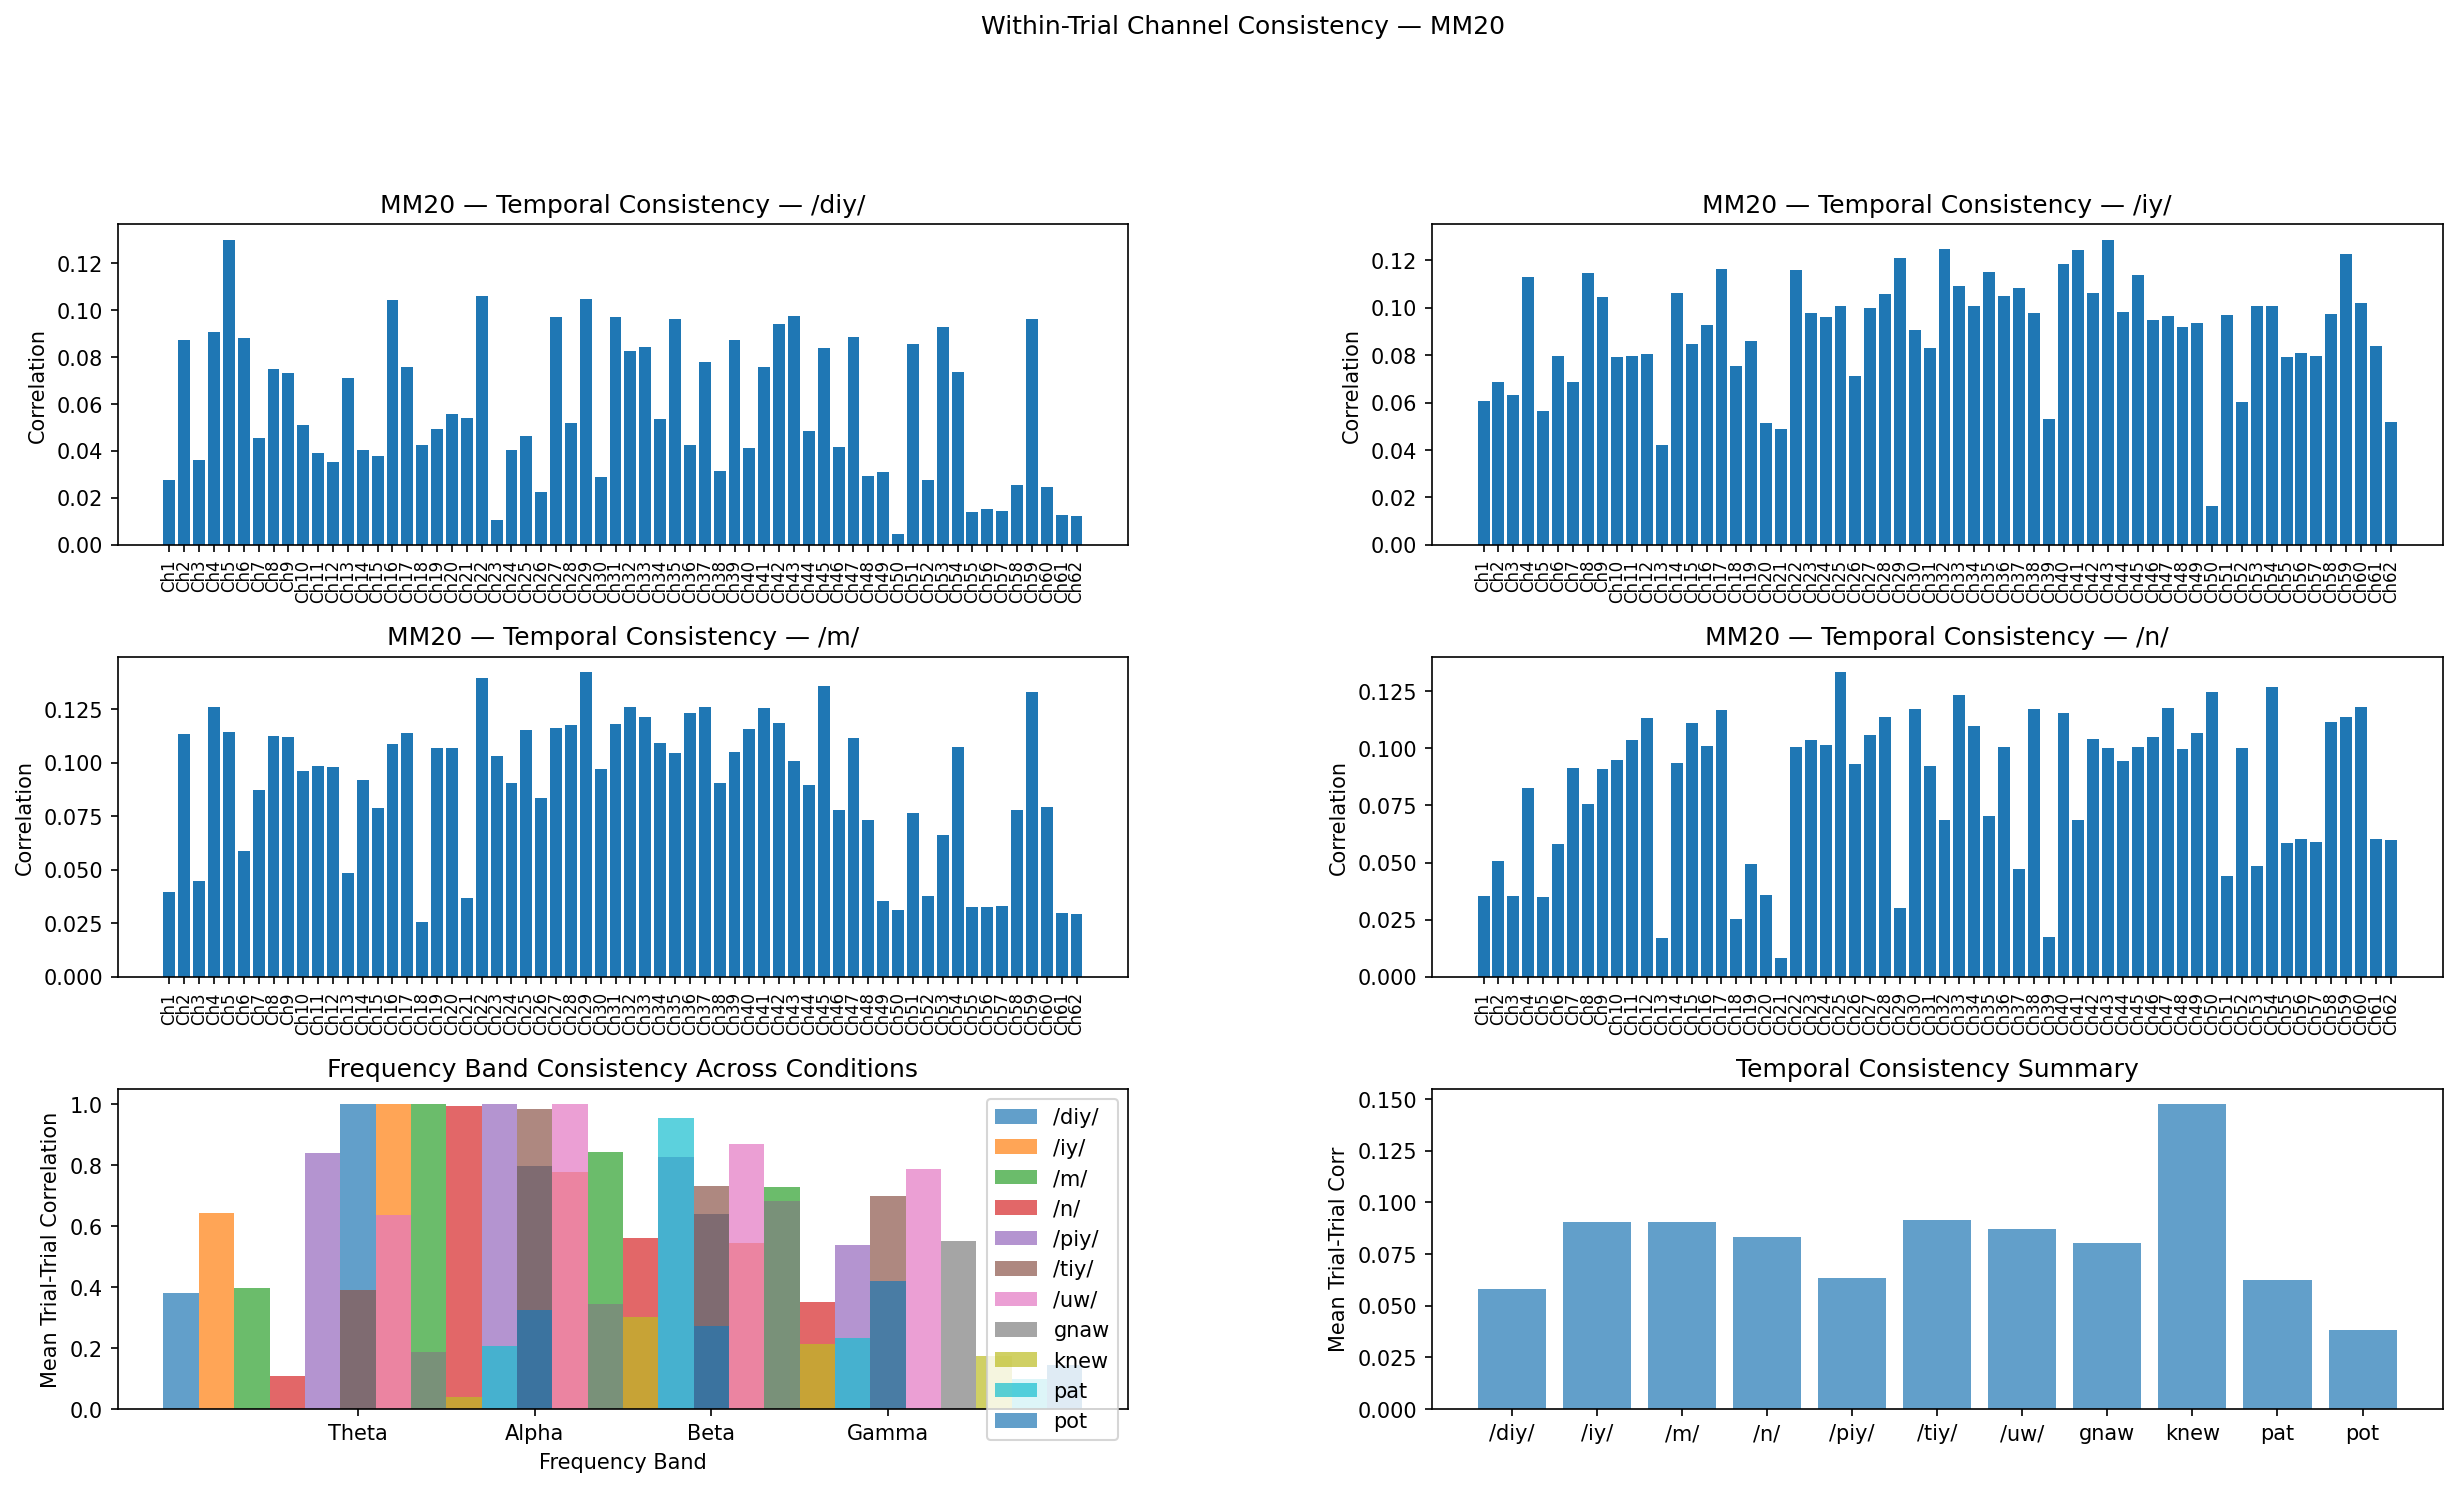 Within-Trial Channel Consistency — MM20
MM20 — Temporal Consistency — /diy/
Correlation
0.12
0.10
0.08
0.06
0.04
0.02
0.00
Ch1 Ch2 Ch3 Ch4 Ch5 Ch6 Ch7 Ch8 Ch9 Ch10 Ch11 Ch12 Ch13 Ch14 Ch15 Ch16 Ch17 Ch18 Ch19 Ch20 Ch21 Ch22 Ch23 Ch24 Ch25 Ch26 Ch27 Ch28 Ch29 Ch30 Ch31 Ch32 Ch33 Ch34 Ch35 Ch36 Ch37 Ch38 Ch39 Ch40 Ch41 Ch42 Ch43 Ch44 Ch45 Ch46 Ch47 Ch48 Ch49 Ch50 Ch51 Ch52 Ch53 Ch54 Ch55 Ch56 Ch57 Ch58 Ch59 Ch60 Ch61 Ch62
MM20 — Temporal Consistency — /iy/
Correlation
0.12
0.10
0.08
0.06
0.04
0.02
0.00
Ch1 Ch2 Ch3 Ch4 Ch5 Ch6 Ch7 Ch8 Ch9 Ch10 Ch11 Ch12 Ch13 Ch14 Ch15 Ch16 Ch17 Ch18 Ch19 Ch20 Ch21 Ch22 Ch23 Ch24 Ch25 Ch26 Ch27 Ch28 Ch29 Ch30 Ch31 Ch32 Ch33 Ch34 Ch35 Ch36 Ch37 Ch38 Ch39 Ch40 Ch41 Ch42 Ch43 Ch44 Ch45 Ch46 Ch47 Ch48 Ch49 Ch50 Ch51 Ch52 Ch53 Ch54 Ch55 Ch56 Ch57 Ch58 Ch59 Ch60 Ch61 Ch62
MM20 — Temporal Consistency — /m/
Correlation
0.125
0.100
0.075
0.050
0.025
0.000
Ch1 Ch2 Ch3 Ch4 Ch5 Ch6 Ch7 Ch8 Ch9 Ch10 Ch11 Ch12 Ch13 Ch14 Ch15 Ch16 Ch17 Ch18 Ch19 Ch20 Ch21 Ch22 Ch23 Ch24 Ch25 Ch26 Ch27 Ch28 Ch29 Ch30 Ch31 Ch32 Ch33 Ch34 Ch35 Ch36 Ch37 Ch38 Ch39 Ch40 Ch41 Ch42 Ch43 Ch44 Ch45 Ch46 Ch47 Ch48 Ch49 Ch50 Ch51 Ch52 Ch53 Ch54 Ch55 Ch56 Ch57 Ch58 Ch59 Ch60 Ch61 Ch62
MM20 — Temporal Consistency — /n/
Correlation
0.125
0.100
0.075
0.050
0.025
0.000
Ch1 Ch2 Ch3 Ch4 Ch5 Ch6 Ch7 Ch8 Ch9 Ch10 Ch11 Ch12 Ch13 Ch14 Ch15 Ch16 Ch17 Ch18 Ch19 Ch20 Ch21 Ch22 Ch23 Ch24 Ch25 Ch26 Ch27 Ch28 Ch29 Ch30 Ch31 Ch32 Ch33 Ch34 Ch35 Ch36 Ch37 Ch38 Ch39 Ch40 Ch41 Ch42 Ch43 Ch44 Ch45 Ch46 Ch47 Ch48 Ch49 Ch50 Ch51 Ch52 Ch53 Ch54 Ch55 Ch56 Ch57 Ch58 Ch59 Ch60 Ch61 Ch62
Frequency Band Consistency Across Conditions
Mean Trial-Trial Correlation
1.0
0.8
0.6
0.4
0.2
0.0
/diy/
/iy/
/m/
/n/
/piy/
/tiy/
/uw/
gnaw
knew
pat
pot
Theta Alpha Beta Gamma
Frequency Band
Temporal Consistency Summary
Mean Trial-Trial Corr
0.150
0.125
0.100
0.075
0.050
0.025
0.000
/diy/ /iy/ /m/ /n/ /piy/ /tiy/ /uw/ gnaw knew pat pot